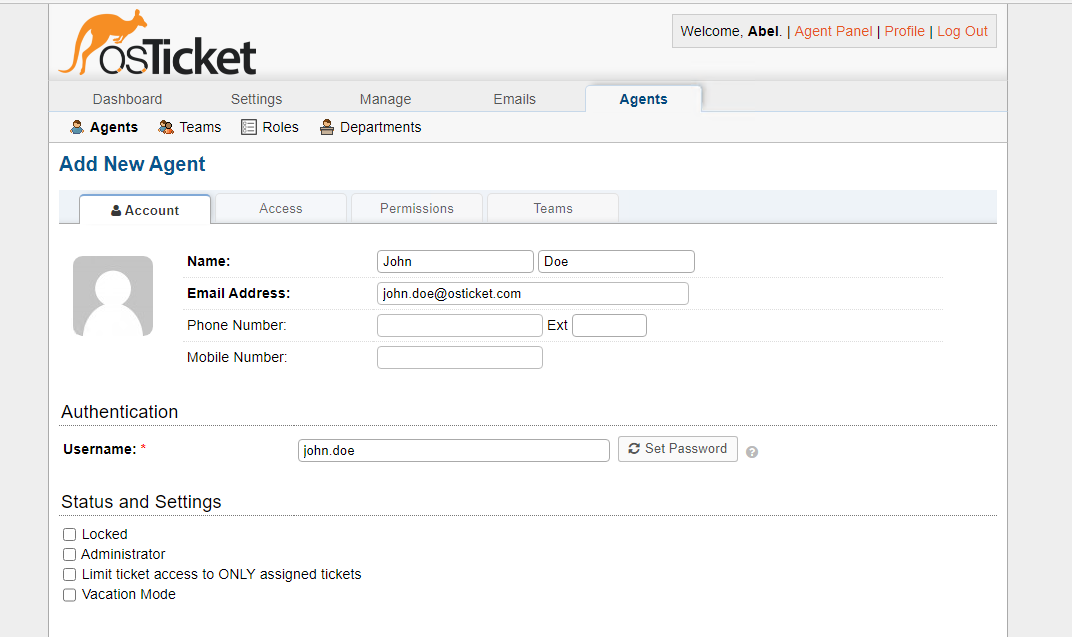 osTicket
Welcome, Abel. | Agent Panel | Profile | Log Out
Dashboard Settings Manage Emails Agents
Agents Teams Roles Departments
Add New Agent
Account Access Permissions Teams
Name: John Doe
Email Address: john.doe@osticket.com
Phone Number: Ext
Mobile Number:
Authentication
Username: * john.doe Set Password ?
Status and Settings
Locked
Administrator
Limit ticket access to ONLY assigned tickets
Vacation Mode